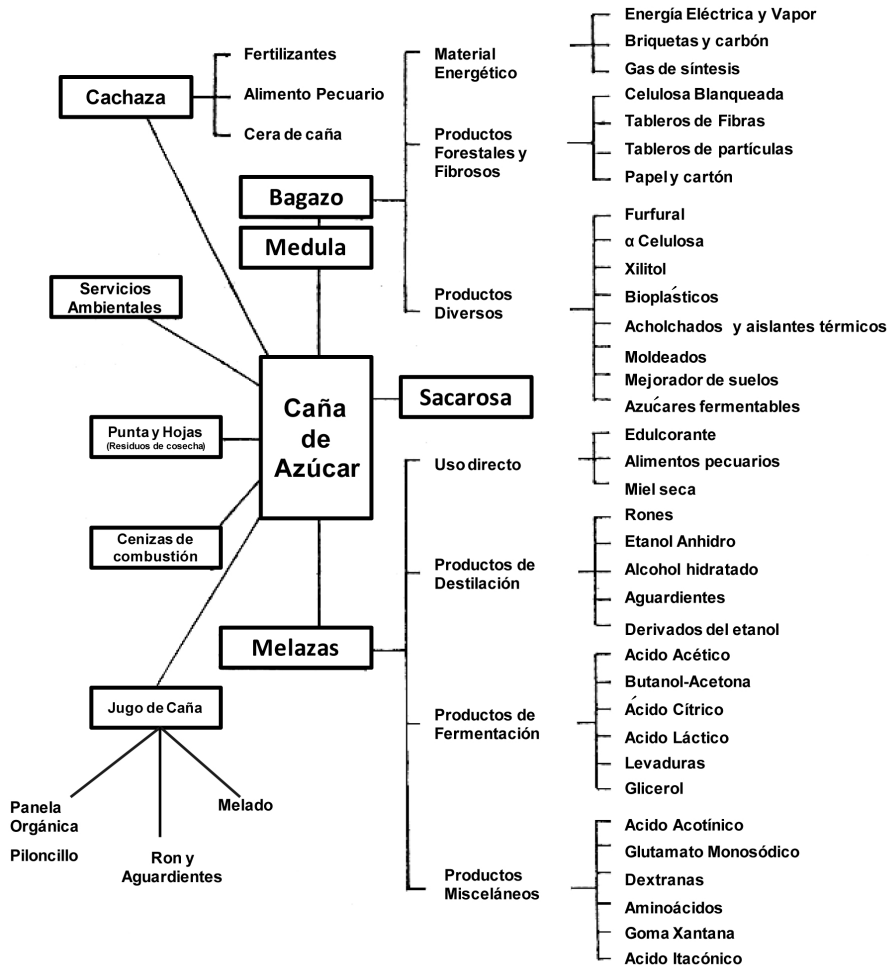 Cachaza
Fertilizantes
Alimento Pecuario
Cera de caña
Bagazo
Medula
Material
Energético
Energía Eléctrica y Vapor
Briquetas y carbón
Gas de síntesis
Productos
Forestales y
Fibrosos
Celulosa Blanqueada
Tableros de Fibras
Tableros de partículas
Papel y cartón
Productos
Diversos
Furfural
α Celulosa
Xilitol
Bioplásticos
Acholchados y aislantes térmicos
Moldeados
Mejorador de suelos
Azúcares fermentables
Servicios
Ambientales
Caña
de
Azúcar
Sacarosa
Punta y Hojas
(Residuos de cosecha)
Cenizas de
combustión
Melazas
Uso directo
Edulcorante
Alimentos pecuarios
Miel seca
Productos de
Destilación
Rones
Etanol Anhidro
Alcohol hidratado
Aguardientes
Derivados del etanol
Productos de
Fermentación
Acido Acético
Butanol-Acetona
Ácido Cítrico
Acido Láctico
Levaduras
Glicerol
Productos
Misceláneos
Acido Acotínico
Glutamato Monosódico
Dextranas
Aminoácidos
Goma Xantana
Acido Itacónico
Jugo de Caña
Panela
Orgánica
Piloncillo
Ron y
Aguardientes
Melado